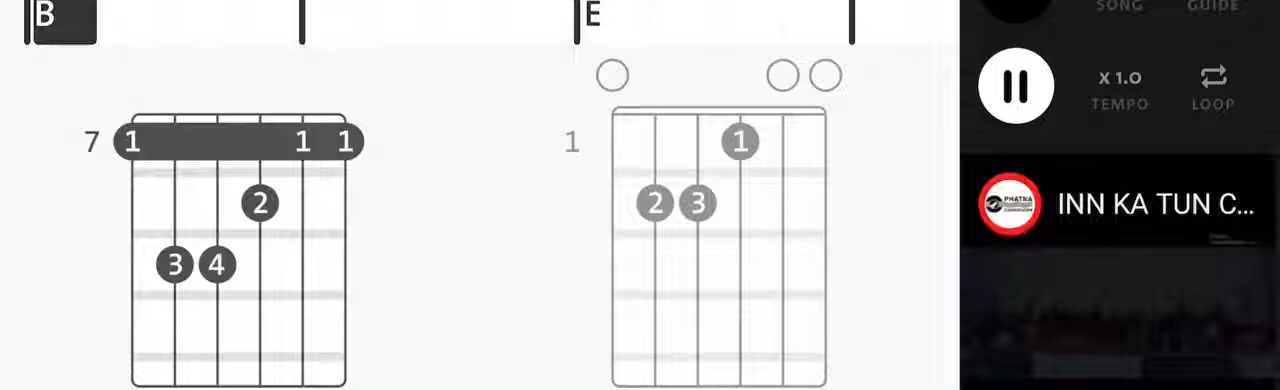 B E
SONG GUIDE
X 1.0
TEMPO LOOP
7 1 1 1
2
3 4
1 1
2 3
PHATNA
INN KA TUN C...